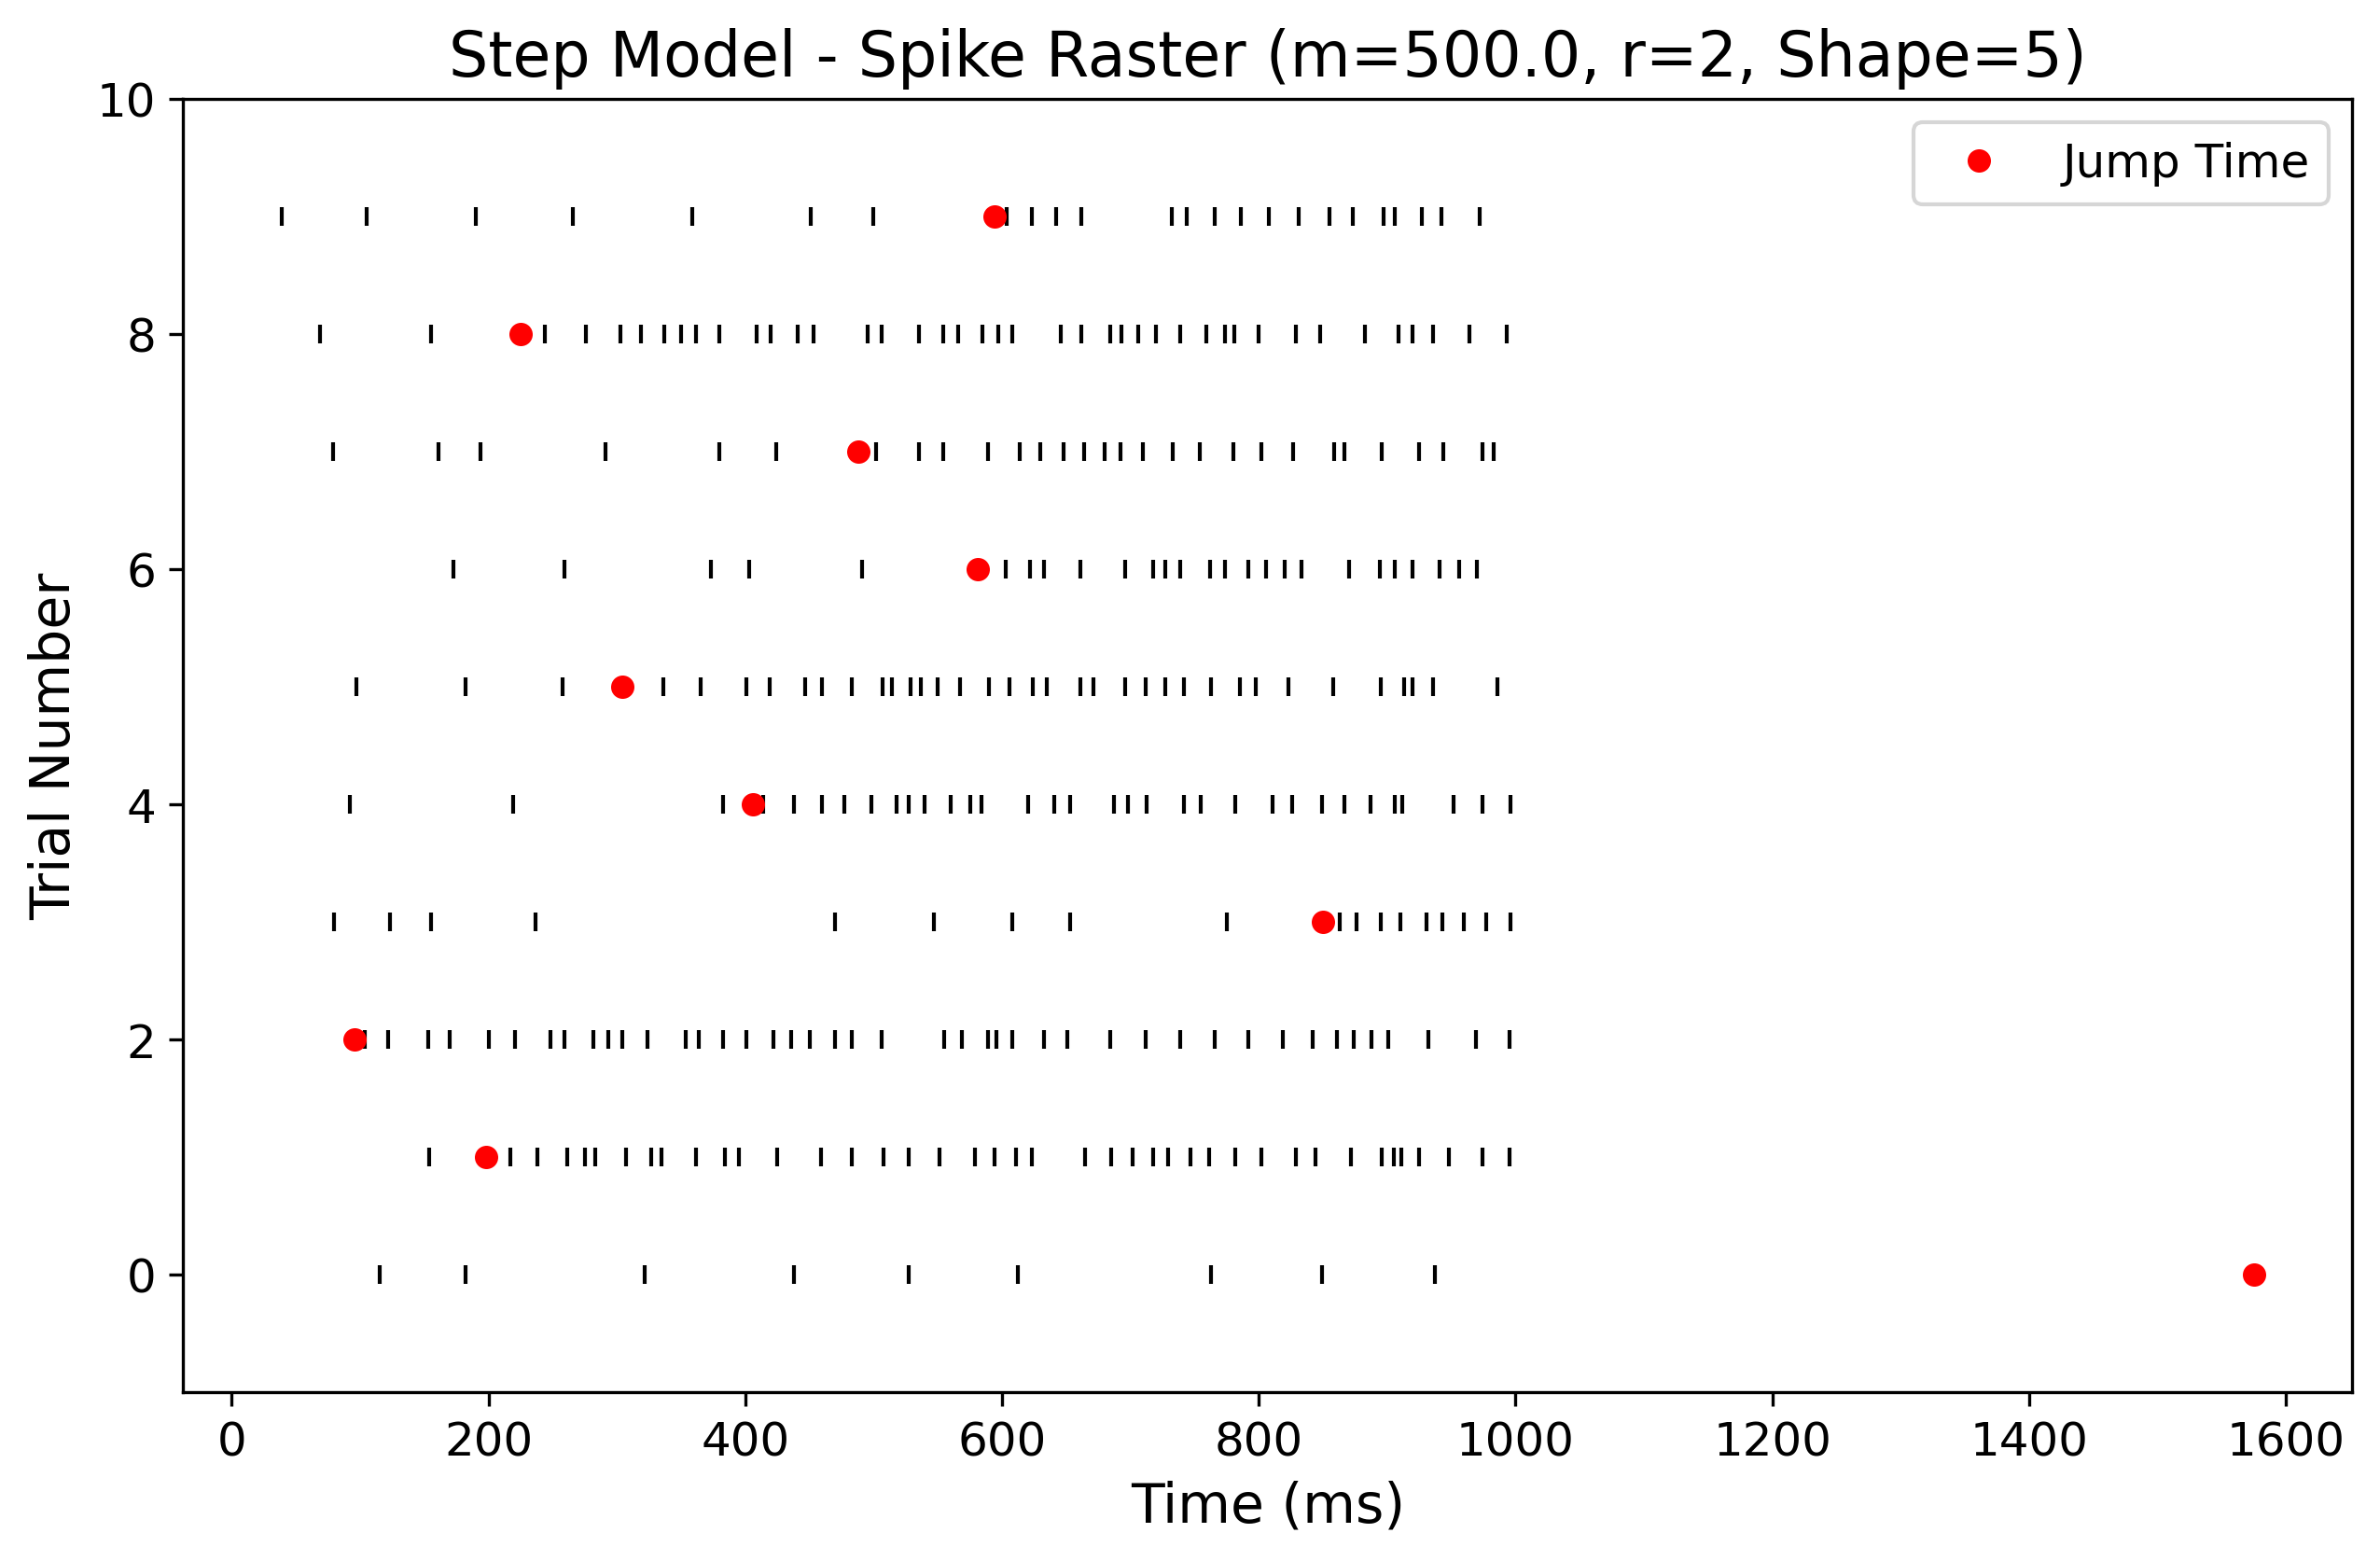 Step Model - Spike Raster (m=500.0, r=2, Shape=5)
10
8
6
4
2
0
Trial Number
Jump Time
0 200 400 600 800 1000 1200 1400 1600
Time (ms)